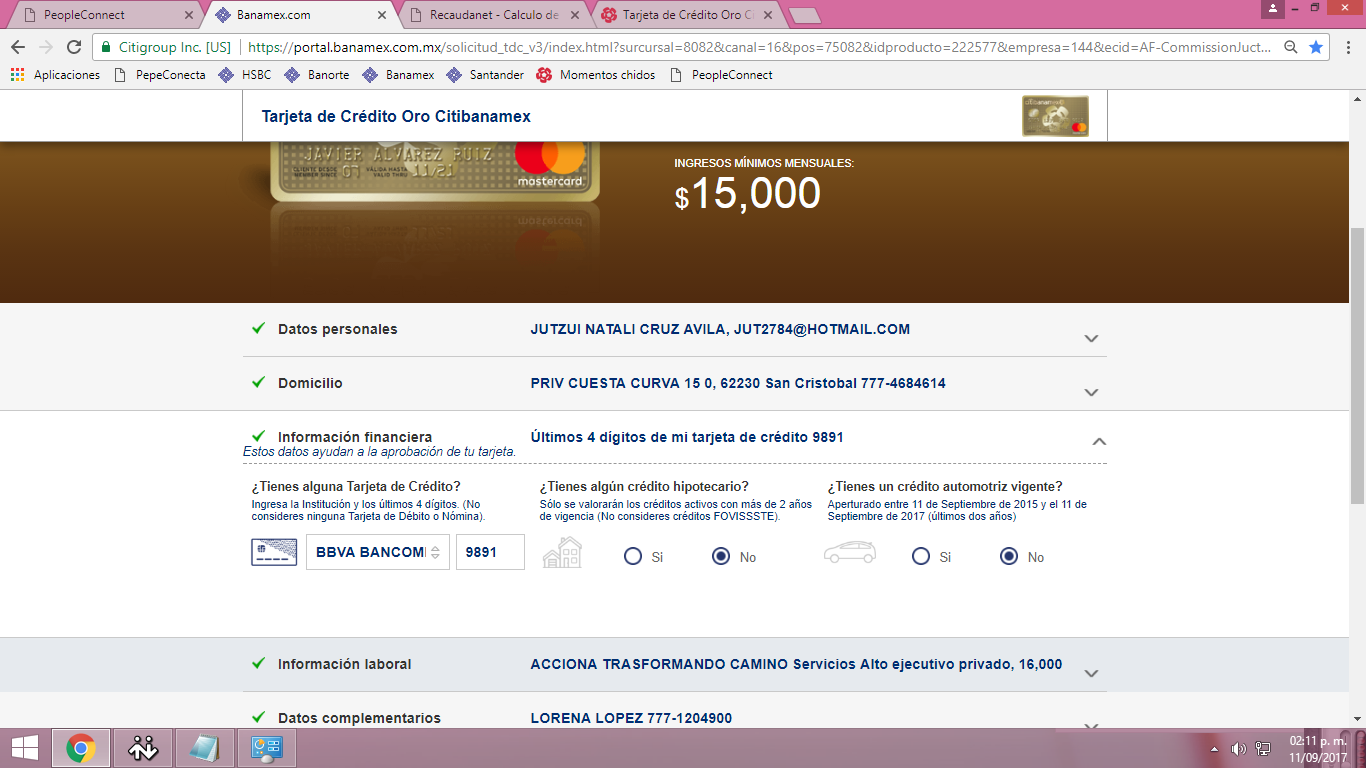 PeopleConnect
Banamex.com
Recaudanet - Calculo de
Tarjeta de Crédito Oro C
Citigroup Inc. [US]
https://portal.banamex.com.mx/solicitud_tdc_v3/index.html?surcursal=8082&canal=16&pos=75082&idproducto=222577&empresa=144&ecid=AF-CommissionJuct...
Aplicaciones
PepeConecta
HSBC
Banorte
Banamex
Santander
Momentos chidos
PeopleConnect
Tarjeta de Crédito Oro Citibanamex
JAVIER ALVAREZ RUIZ
CLIENTE DESDE
MEMBER SINCE
07
VÁLIDA HASTA
VALID THRU
11/21
mastercard
INGRESOS MÍNIMOS MENSUALES:
$15,000
Datos personales
JUTZUI NATALI CRUZ AVILA, JUT2784@HOTMAIL.COM
Domicilio
PRIV CUESTA CURVA 15 0, 62230 San Cristobal 777-4684614
Información financiera
Últimos 4 dígitos de mi tarjeta de crédito 9891
Estos datos ayudan a la aprobación de tu tarjeta.
¿Tienes alguna Tarjeta de Crédito?
Ingresa la Institución y los últimos 4 dígitos. (No
consideres ninguna Tarjeta de Débito o Nómina).
BBVA BANCOM
9891
¿Tienes algún crédito hipotecario?
Sólo se valorarán los créditos activos con más de 2 años
de vigencia (No consideres créditos FOVISSSTE).
Si
No
¿Tienes un crédito automotriz vigente?
Aperturado entre 11 de Septiembre de 2015 y el 11 de
Septiembre de 2017 (últimos dos años)
Si
No
Información laboral
ACCIONA TRASFORMANDO CAMINO Servicios Alto ejecutivo privado, 16,000
Datos complementarios
LORENA LOPEZ 777-1204900
02:11 p. m.
11/09/2017